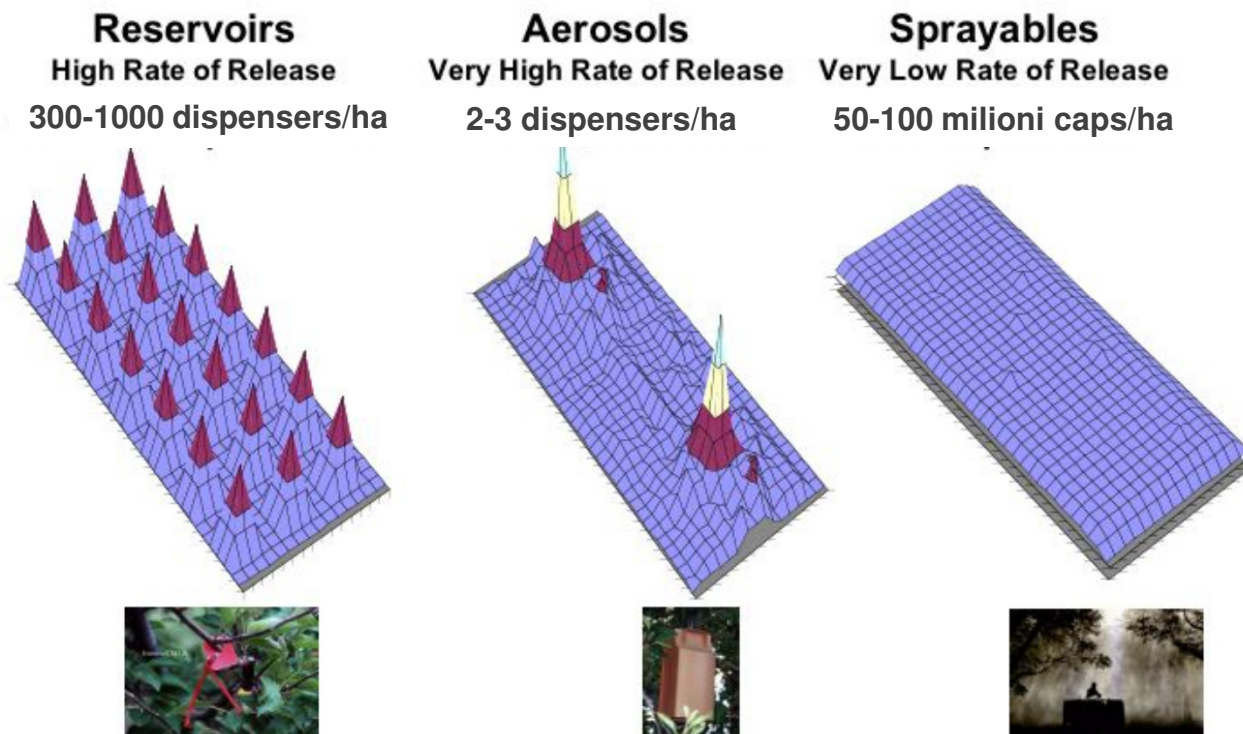 Reservoirs
High Rate of Release
300-1000 dispensers/ha
Aerosols
Very High Rate of Release
2-3 dispensers/ha
Sprayables
Very Low Rate of Release
50-100 milioni caps/ha